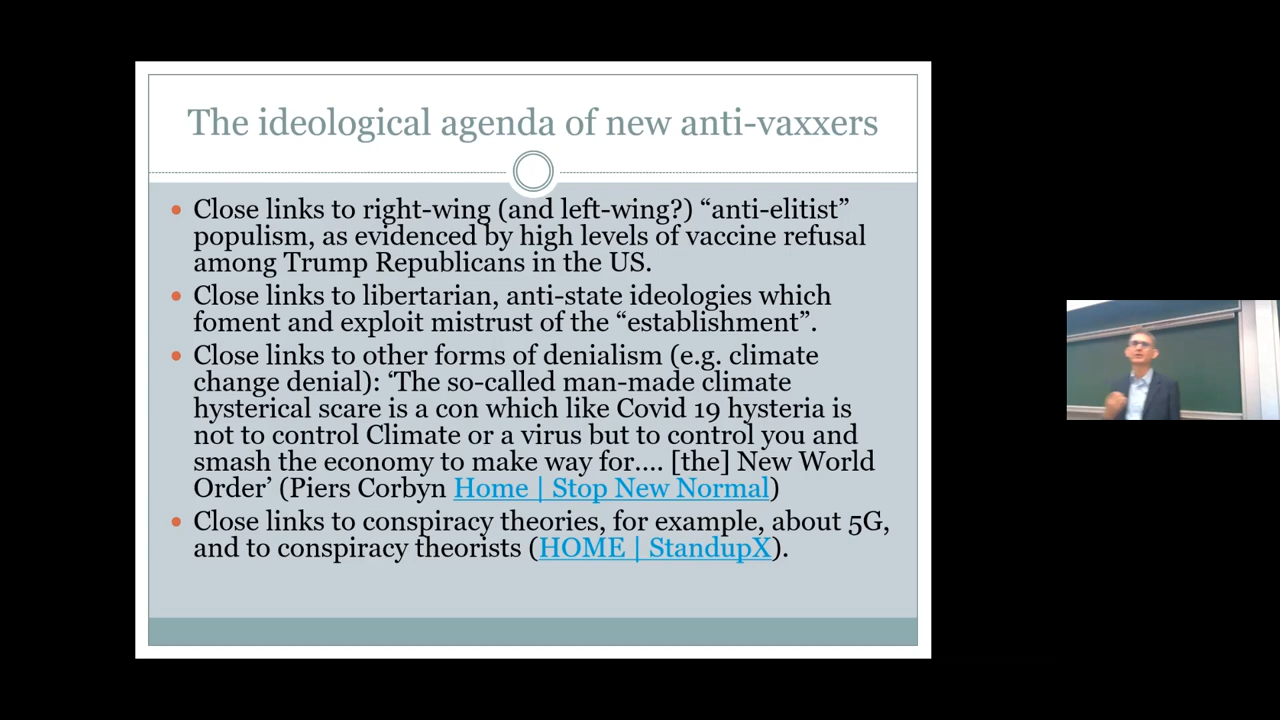 The ideological agenda of new anti-vaxxers
• Close links to right-wing (and left-wing?) “anti-elitist”
populism, as evidenced by high levels of vaccine refusal
among Trump Republicans in the US.
• Close links to libertarian, anti-state ideologies which
foment and exploit mistrust of the “establishment”.
• Close links to other forms of denialism (e.g. climate
change denial): ‘The so-called man-made climate
hysterical scare is a con which like Covid 19 hysteria is
not to control Climate or a virus but to control you and
smash the economy to make way for…. [the] New World
Order’ (Piers Corbyn Home | Stop New Normal)
• Close links to conspiracy theories, for example, about 5G,
and to conspiracy theorists (HOME | StandupX).